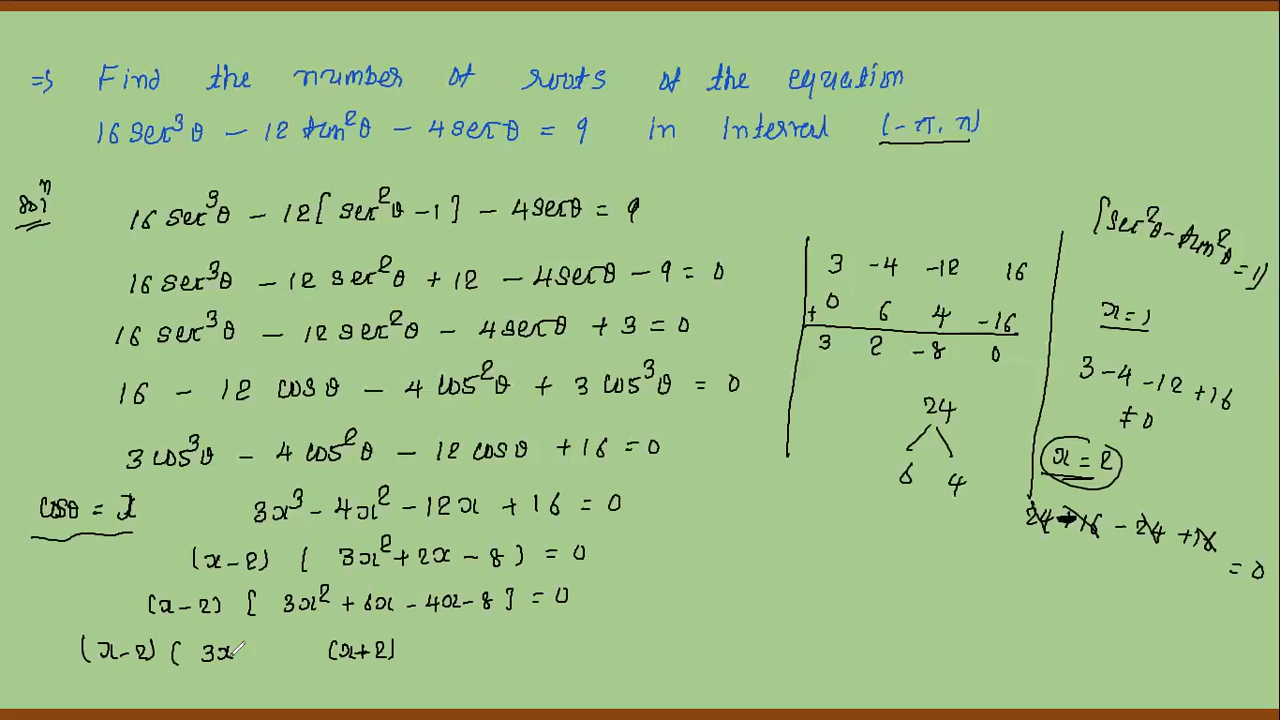 ⇒ Find the number of roots of the equation
16 sec³θ - 12 tan²θ - 4 secθ = 9 in interval (-π, π)
Solⁿ
16 sec³θ - 12 [sec²θ - 1] - 4 secθ = 9
16 sec³θ - 12 sec²θ + 12 - 4 secθ - 9 = 0
16 sec³θ - 12 sec²θ - 4 secθ + 3 = 0
16 - 12 cosθ - 4 cos²θ + 3 cos³θ = 0
3 cos³θ - 4 cos²θ - 12 cosθ + 16 = 0
cosθ = x
3x³ - 4x² - 12x + 16 = 0
(x-2) [ 3x² + 2x - 8 ] = 0
(x-2) [ 3x² + 6x - 4x - 8 ] = 0
(x-2) ( 3x (x+2)
3 -4 -12 16
+ 0 6 4 -16
3 2 -8 0
24
6 4
[sec²θ - tan²θ = 1]
x = 1
3 - 4 - 12 + 16
≠ 0
x = 2
24 - 16 - 24 + 16
= 0